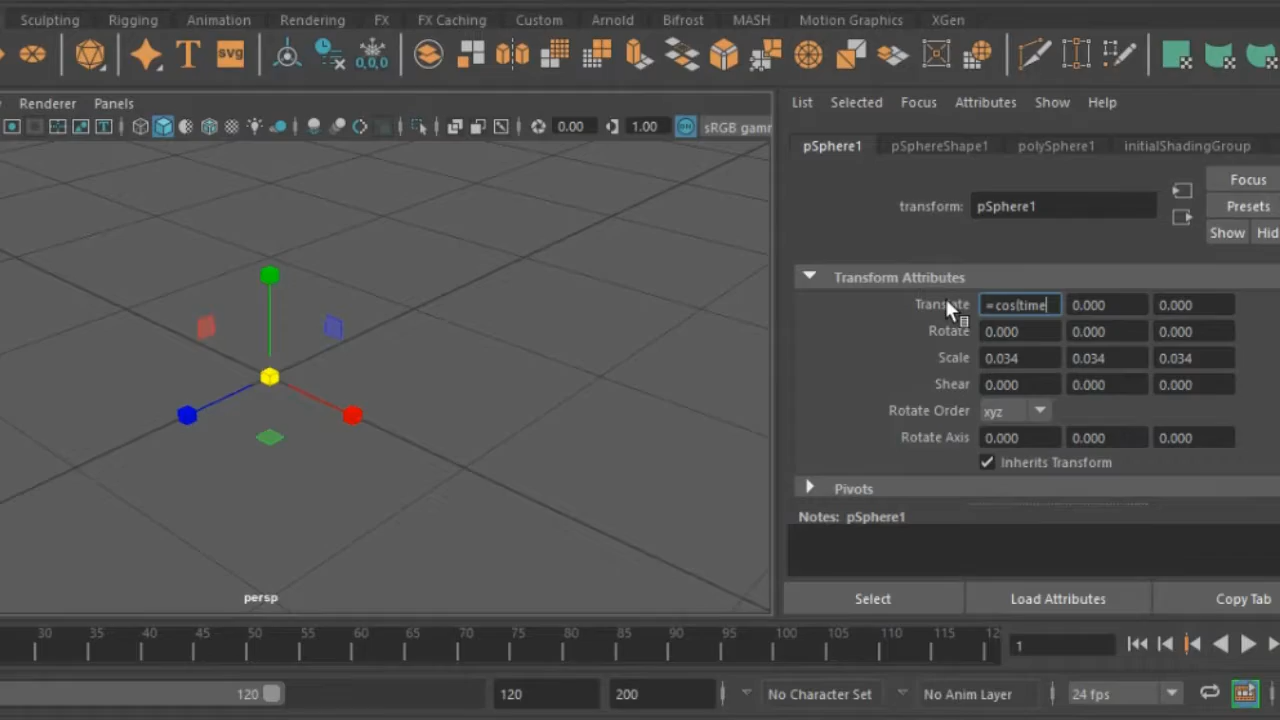 Sculpting Rigging Animation Rendering FX FX Caching Custom Arnold Bifrost MASH Motion Graphics XGen
T svg 0,0,0
Renderer Panels
T 0.00 1.00 sRGB gamm
List Selected Focus Attributes Show Help
pSphere1 pSphereShape1 polySphere1 initialShadingGroup
transform: pSphere1
Focus
Presets
Show Hid
Transform Attributes
Translate =cos(time 0.000 0.000
Rotate 0.000 0.000 0.000
Scale 0.034 0.034 0.034
Shear 0.000 0.000 0.000
Rotate Order xyz
Rotate Axis 0.000 0.000 0.000
Inherits Transform
Pivots
Notes: pSphere1
persp
Select Load Attributes Copy Tab
30 35 40 45 50 55 60 65 70 75 80 85 90 95 100 105 110 115 12
1
120 120 200 No Character Set No Anim Layer 24 fps